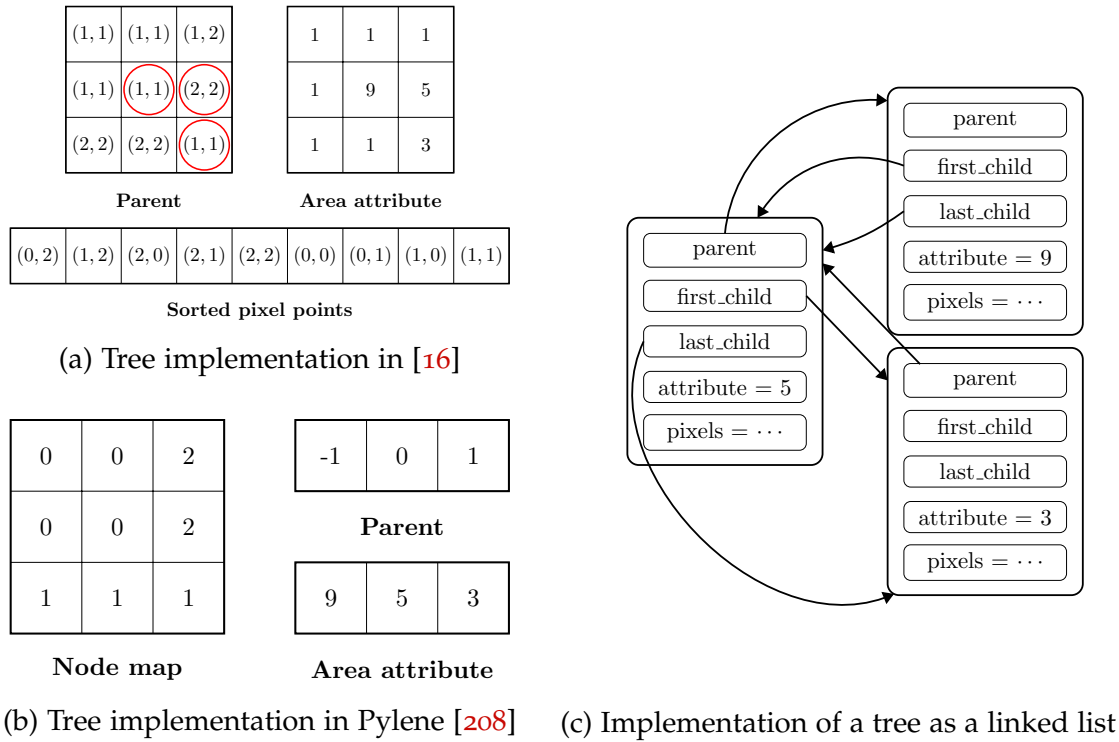 (1, 1) (1, 1) (1, 2)
(1, 1) (1, 1) (2, 2)
(2, 2) (2, 2) (1, 1)
Parent
1 1 1
1 9 5
1 1 3
Area attribute
(0, 2) (1, 2) (2, 0) (2, 1) (2, 2) (0, 0) (0, 1) (1, 0) (1, 1)
Sorted pixel points
(a) Tree implementation in [16]
0 0 2
0 0 2
1 1 1
Node map
-1 0 1
Parent
9 5 3
Area attribute
(b) Tree implementation in Pylene [208]
parent
first_child
last_child
attribute = 5
pixels = ···
parent
first_child
last_child
attribute = 9
pixels = ···
parent
first_child
last_child
attribute = 3
pixels = ···
(c) Implementation of a tree as a linked list